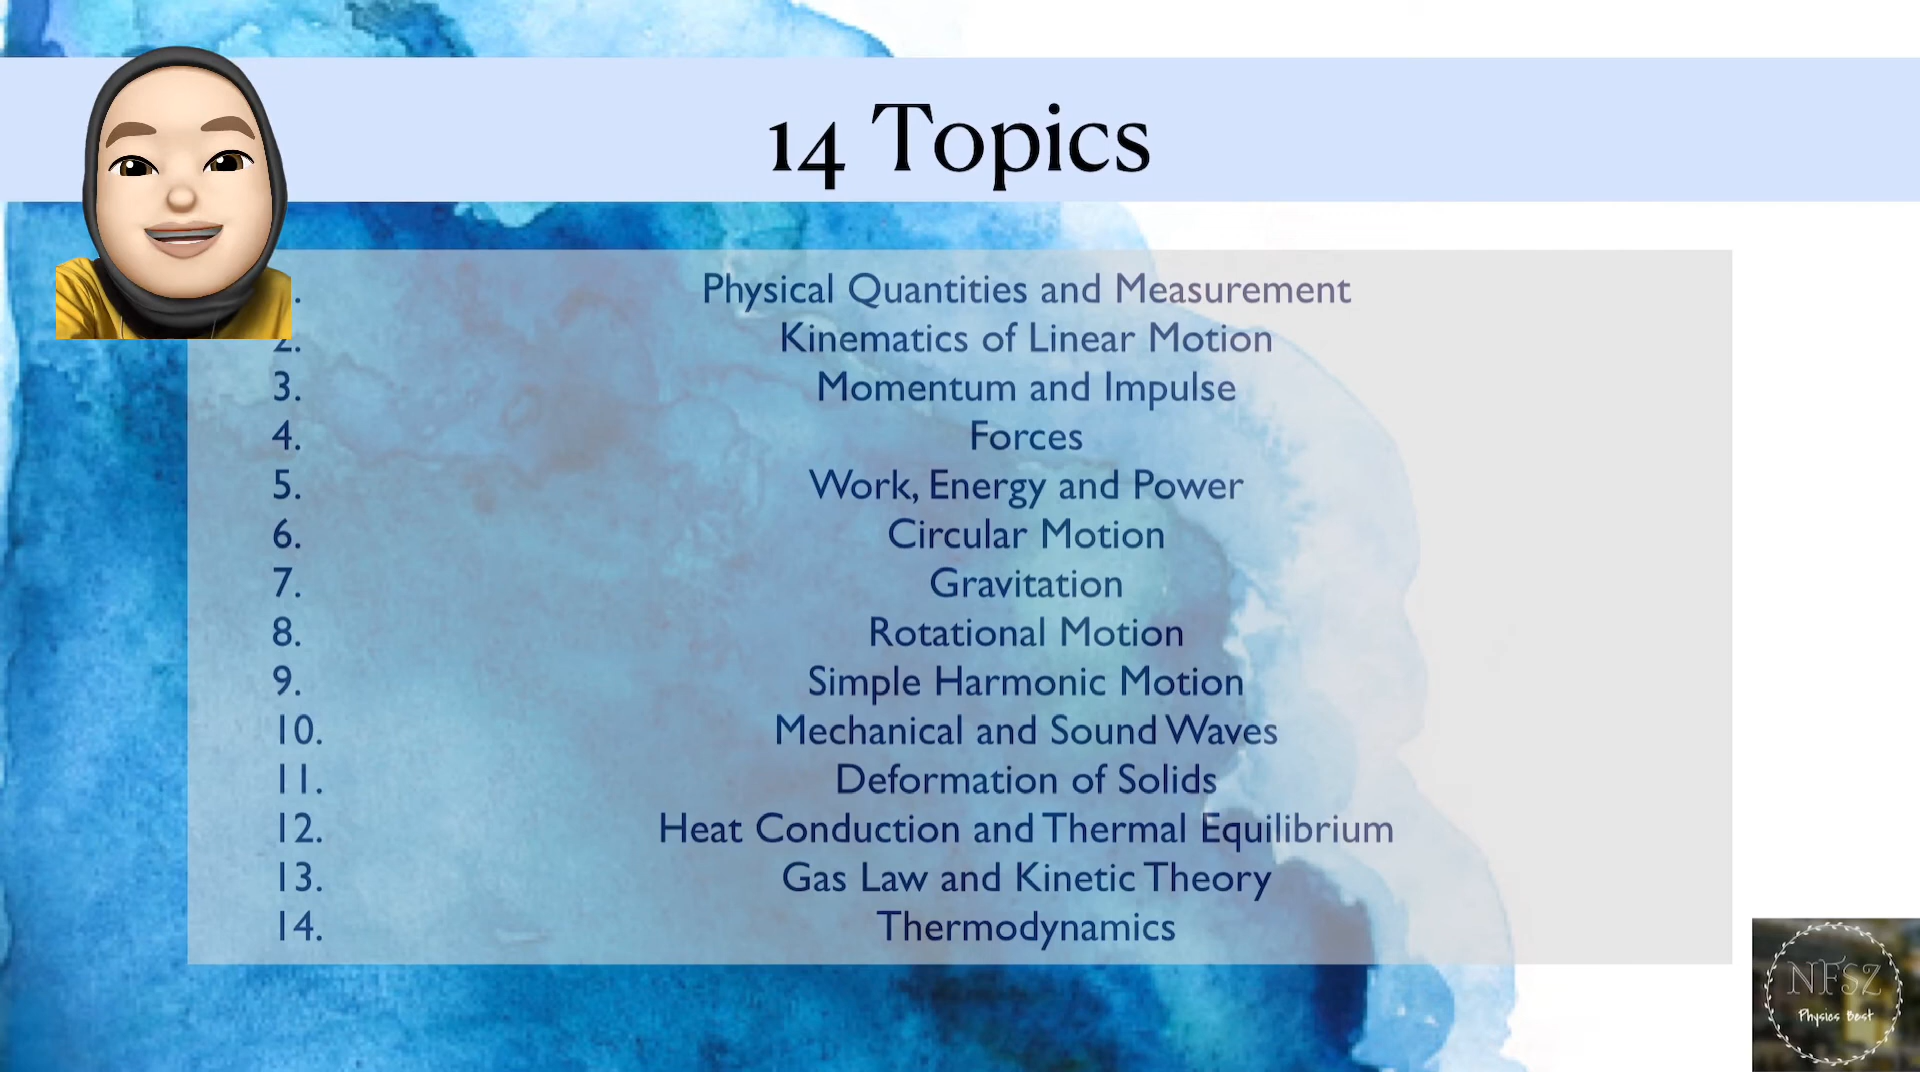 14 Topics
. Physical Quantities and Measurement
2. Kinematics of Linear Motion
3. Momentum and Impulse
4. Forces
5. Work, Energy and Power
6. Circular Motion
7. Gravitation
8. Rotational Motion
9. Simple Harmonic Motion
10. Mechanical and Sound Waves
11. Deformation of Solids
12. Heat Conduction and Thermal Equilibrium
13. Gas Law and Kinetic Theory
14. Thermodynamics
NFSZ
Physics Best